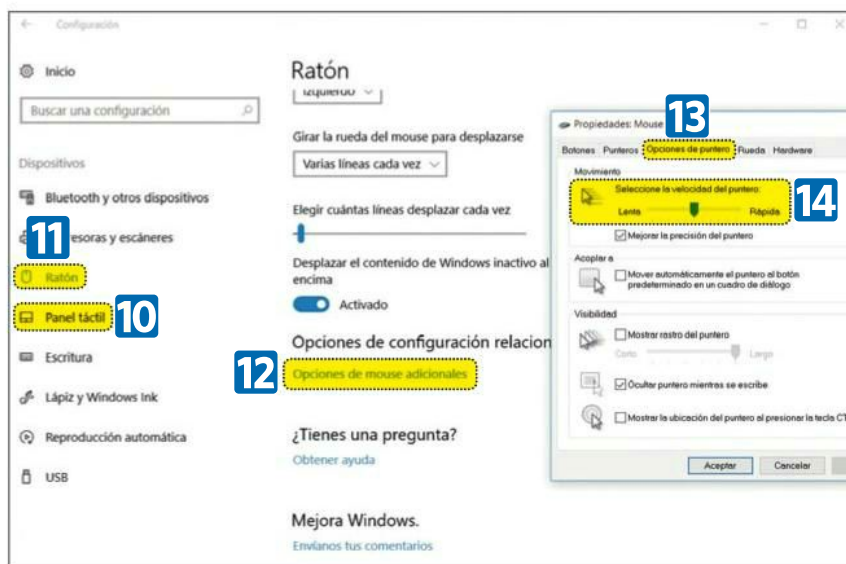 Configuración
Inicio
Buscar una configuración
Dispositivos
Bluetooth y otros dispositivos
11
esoras y escáneres
Ratón
Panel táctil
10
Escritura
Lápiz y Windows Ink
Reproducción automática
USB
Ratón
Izquierdo
Girar la rueda del mouse para desplazarse
Varias líneas cada vez
Elegir cuántas líneas desplazar cada vez
Desplazar el contenido de Windows inactivo al
encima
Activado
Opciones de configuración relacion
12
Opciones de mouse adicionales
¿Tienes una pregunta?
Obtener ayuda
Mejora Windows.
Envíanos tus comentarios
13
Propiedades: Mouse
Botones Punteros Opciones de puntero Rueda Hardware
Movimiento
Seleccione la velocidad del puntero:
Lenta Rápida
14
Mejorar la precisión del puntero
Acoplar a
Mover automáticamente el puntero al botón
predeterminado en un cuadro de diálogo
Visibilidad
Mostrar rastro del puntero
Corto Largo
Ocultar puntero mientras se escribe
Mostrar la ubicación del puntero al presionar la tecla CT
Aceptar Cancelar